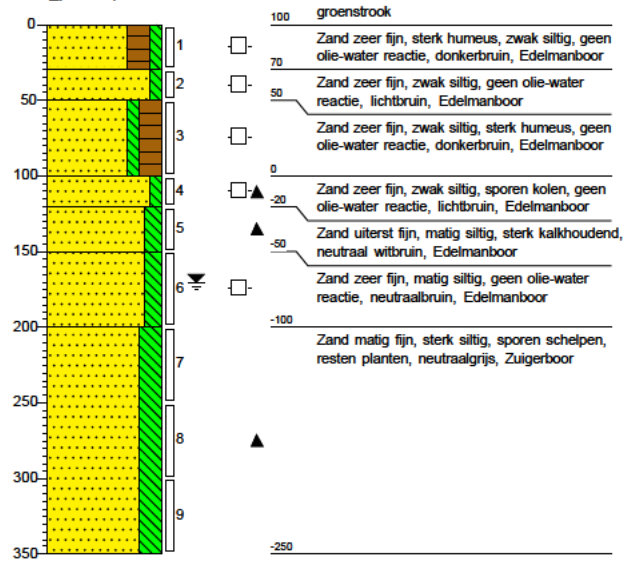 groenstrook
0
100
1
Zand zeer fijn, sterk humeus, zwak siltig, geen
olie-water reactie, donkerbruin, Edelmanboor
70
2
Zand zeer fijn, zwak siltig, geen olie-water
reactie, lichtbruin, Edelmanboor
50
50
3
Zand zeer fijn, zwak siltig, sterk humeus, geen
olie-water reactie, donkerbruin, Edelmanboor
100
0
4
Zand zeer fijn, zwak siltig, sporen kolen, geen
olie-water reactie, lichtbruin, Edelmanboor
-20
5
Zand uiterst fijn, matig siltig, sterk kalkhoudend,
neutraal witbruin, Edelmanboor
150
-50
6
Zand zeer fijn, matig siltig, geen olie-water
reactie, neutraalbruin, Edelmanboor
200
-100
7
Zand matig fijn, sterk siltig, sporen schelpen,
resten planten, neutraalgrijs, Zuigerboor
250
8
300
9
350
-250